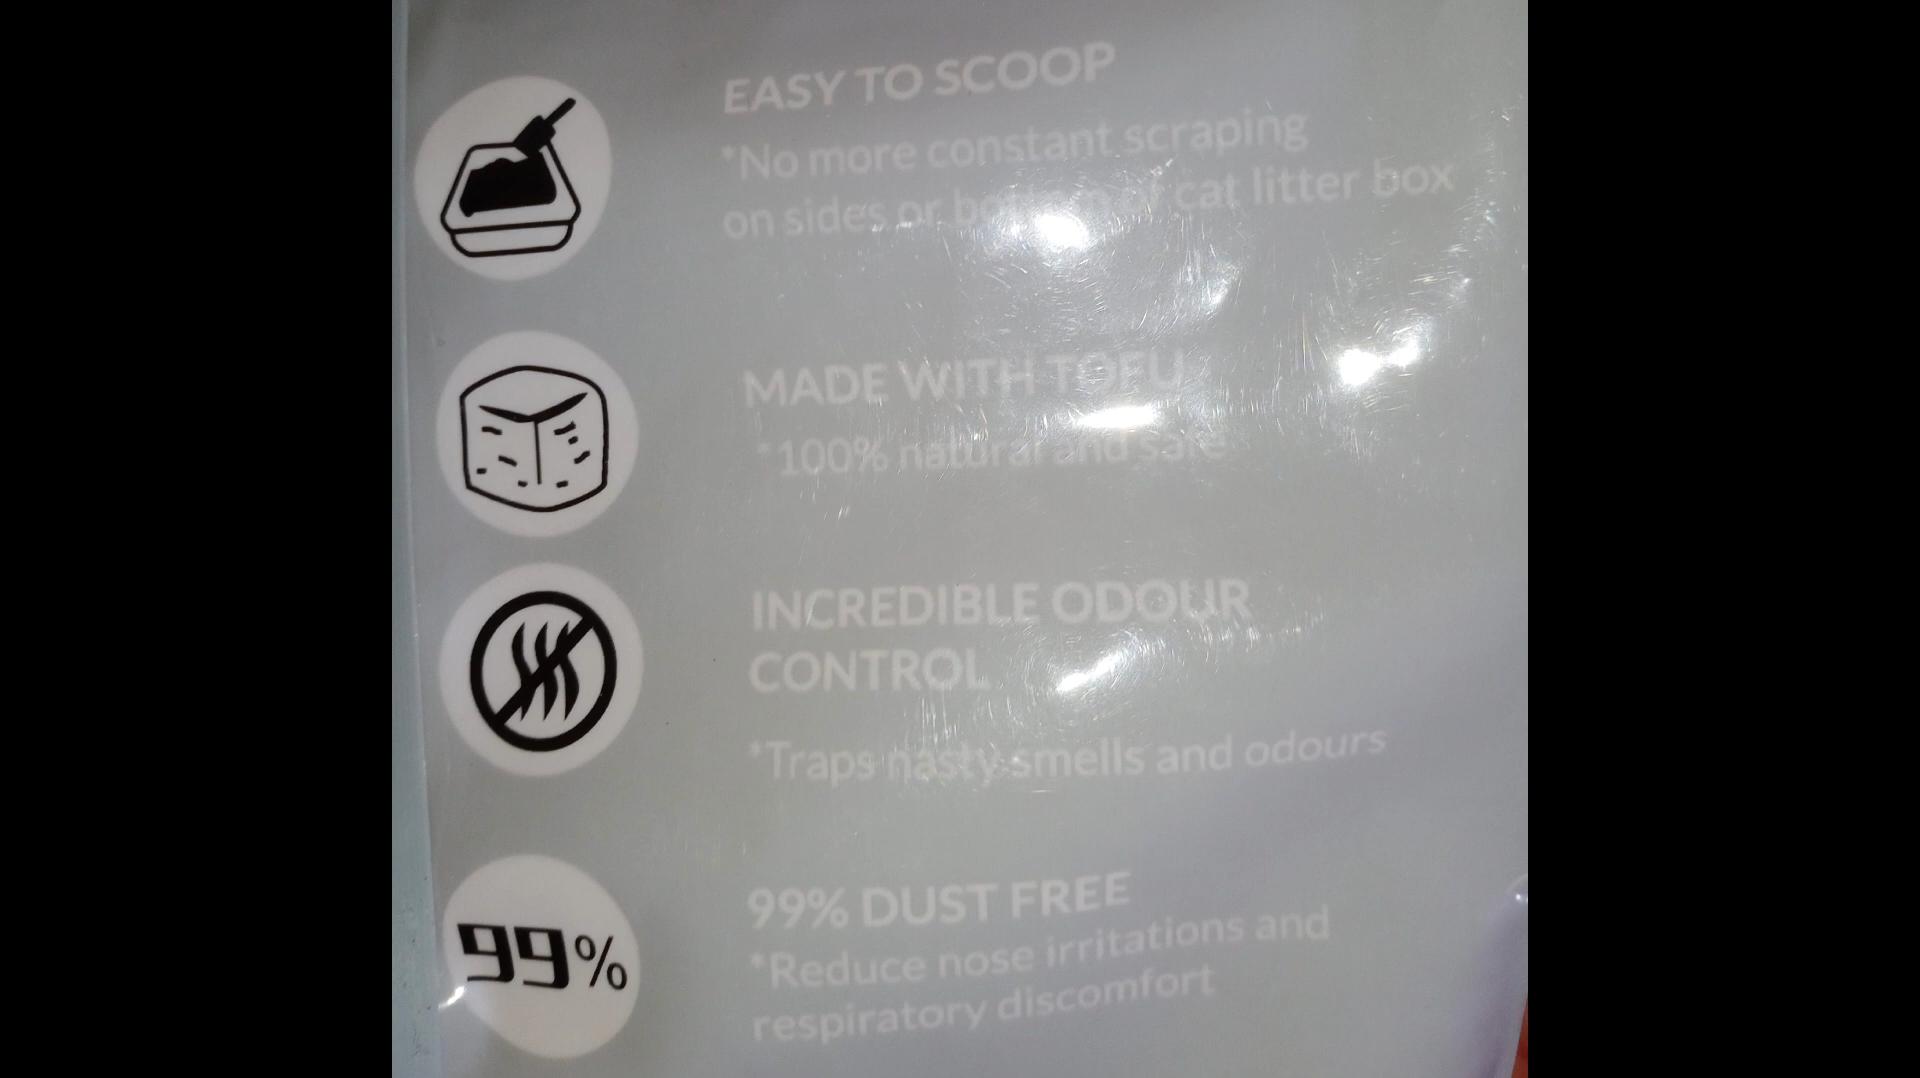 EASY TO SCOOP
*No more constant scraping
on sides or bottom of cat litter box
MADE WITH TOFU
*100% natural and safe
INCREDIBLE ODOUR
CONTROL
*Traps nasty smells and odours
99%
99% DUST FREE
*Reduce nose irritations and
respiratory discomfort